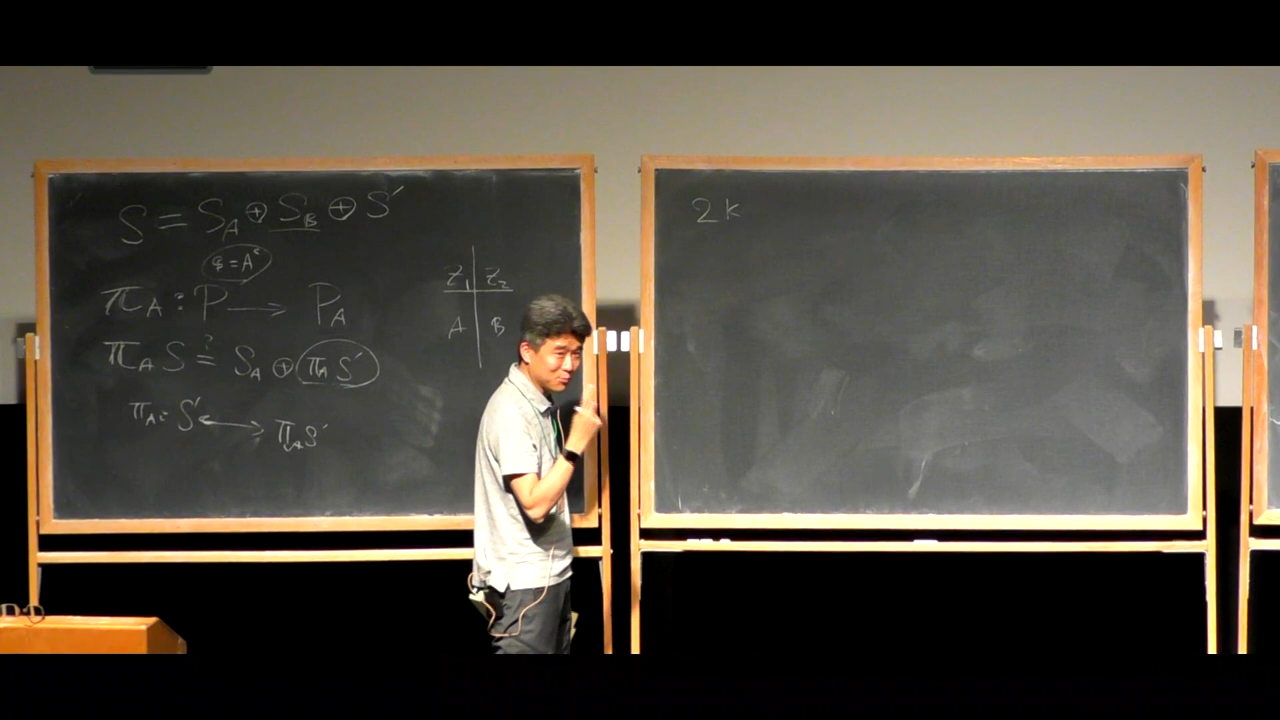 S = S_A ⊕ S_B ⊕ S′
B = A^c
π_A : P → P_A
π_A S ?= S_A ⊕ π_A S′
π_A : S′ ↔ π_A S′
Z_1 | Z_2
A | B
2k